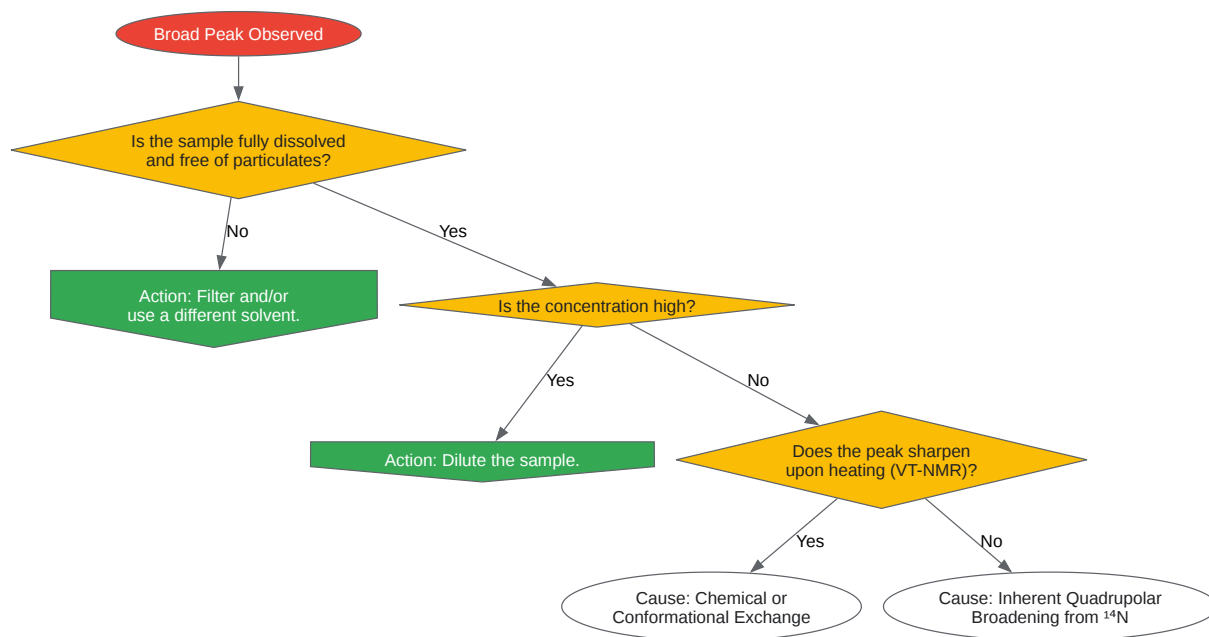 Broad Peak Observed
Is the sample fully dissolved
and free of particulates?
No
Yes
Action: Filter and/or
use a different solvent.
Is the concentration high?
Yes
No
Action: Dilute the sample.
Does the peak sharpen
upon heating (VT-NMR)?
Yes
No
Cause: Chemical or
Conformational Exchange
Cause: Inherent Quadrupolar
Broadening from ¹⁴N